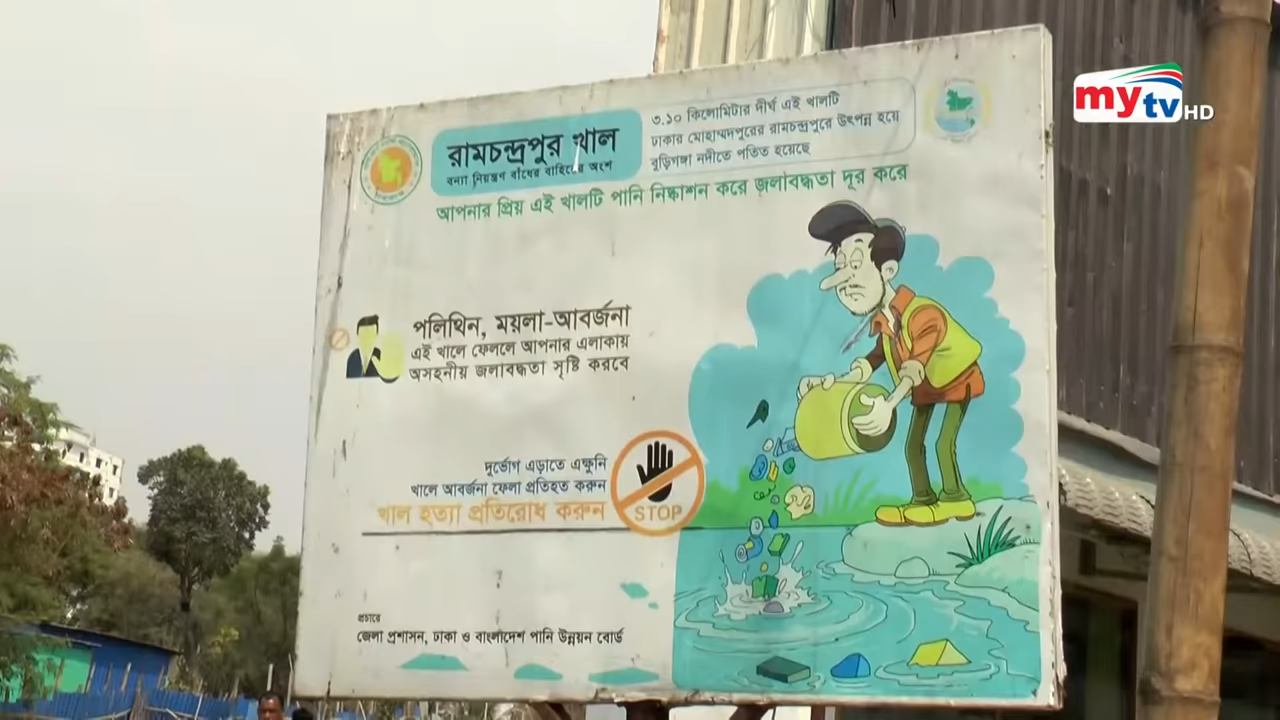 রামচন্দ্রপুর খাল
বন্যা নিয়ন্ত্রণ বাঁধের বাহিরের অংশ
৩.১০ কিলোমিটার দীর্ঘ এই খালটি
ঢাকার মোহাম্মদপুরের রামচন্দ্রপুরে উৎপন্ন হয়ে
বুড়িগঙ্গা নদীতে পতিত হয়েছে
আপনার প্রিয় এই খালটি পানি নিষ্কাশন করে জলাবদ্ধতা দূর করে
পলিথিন, ময়লা-আবর্জনা
এই খালে ফেললে আপনার এলাকায়
অসহনীয় জলাবদ্ধতা সৃষ্টি করবে
দুর্ভোগ এড়াতে এক্ষুনি
খালে আবর্জনা ফেলা প্রতিহত করুন
খাল হত্যা প্রতিরোধ করুন
STOP
প্রচারে
জেলা প্রশাসন, ঢাকা ও বাংলাদেশ পানি উন্নয়ন বোর্ড
mytv HD